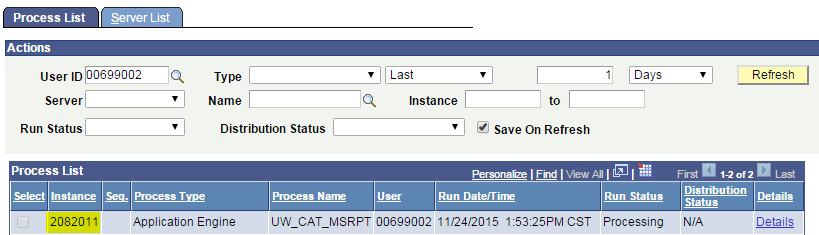 Process List Server List
Actions
User ID 00699002 Type Last 1 Days Refresh
Server Name Instance to
Run Status Distribution Status Save On Refresh
Process List Personalize | Find | View All | | First 1-2 of 2 Last
Select Instance Seq. Process Type Process Name User Run Date/Time Run Status Distribution Status Details
2082011 Application Engine UW_CAT_MSRPT 00699002 11/24/2015 1:53:25PM CST Processing N/A Details